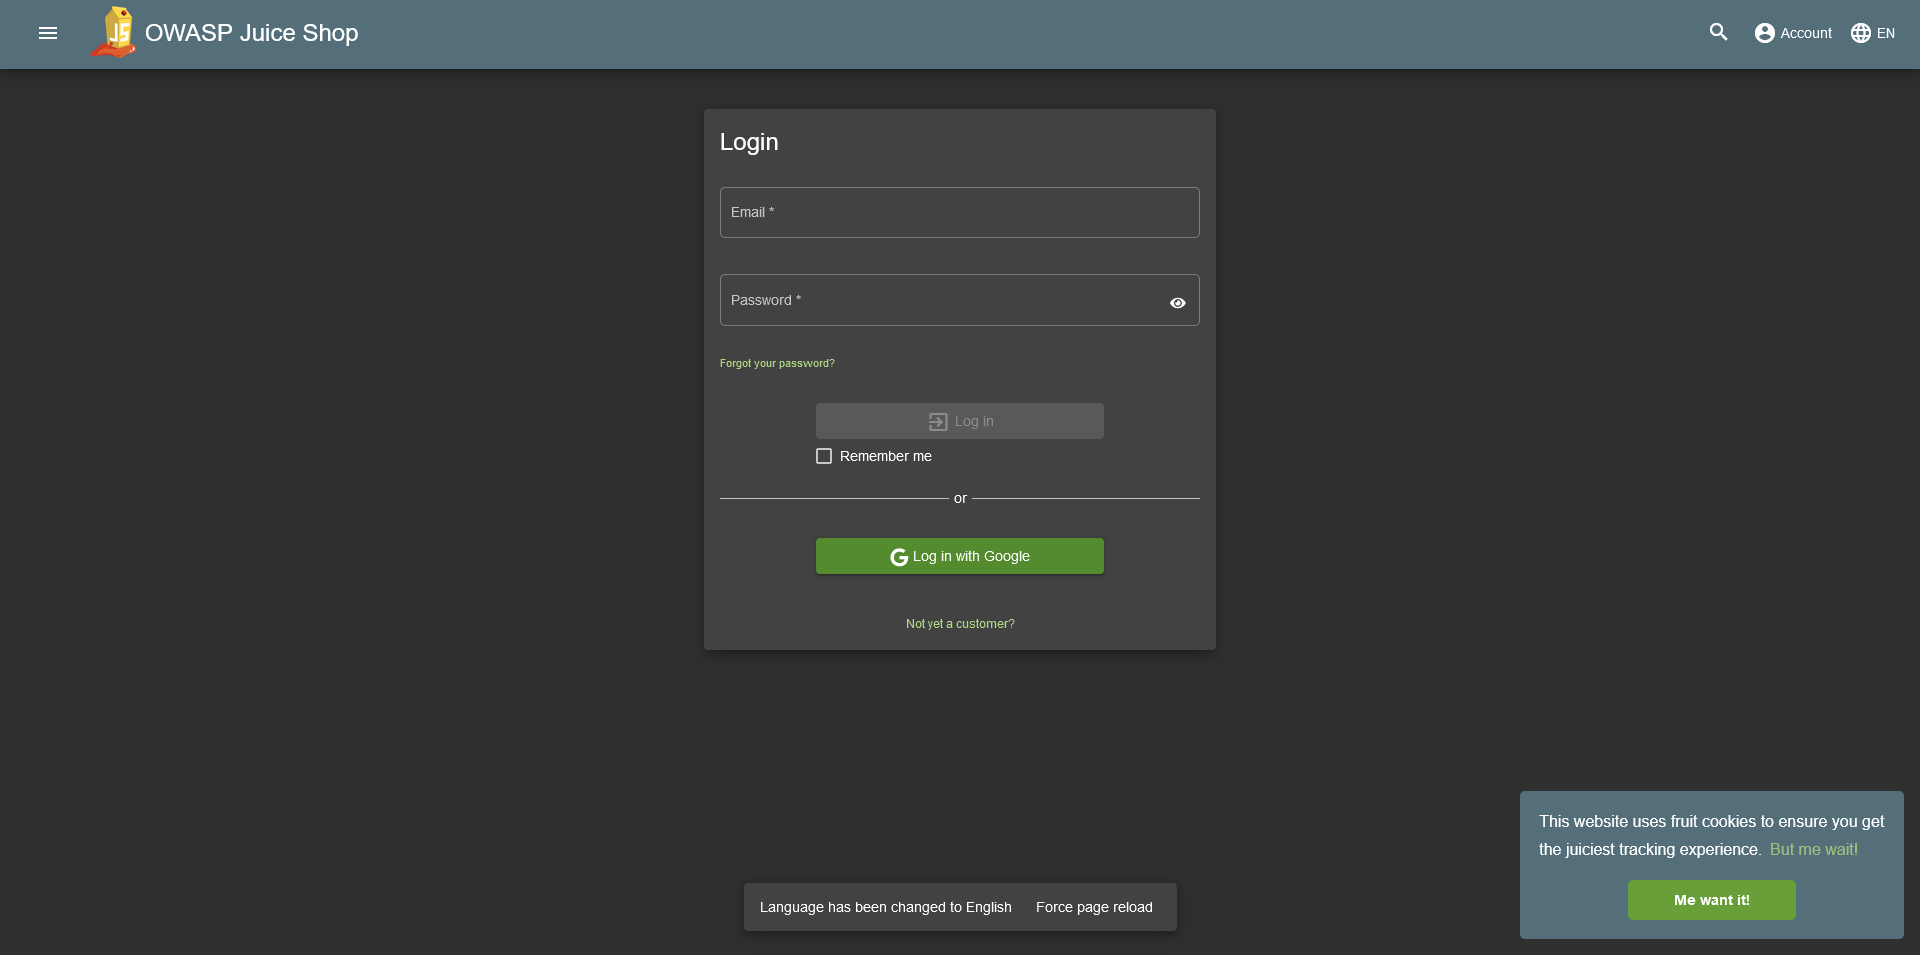 OWASP Juice Shop
Account
EN
Login
Email *
Password *
Forgot your password?
Log in
Remember me
or
Log in with Google
Not yet a customer?
This website uses fruit cookies to ensure you get
the juiciest tracking experience. But me wait!
Me want it!
Language has been changed to English Force page reload